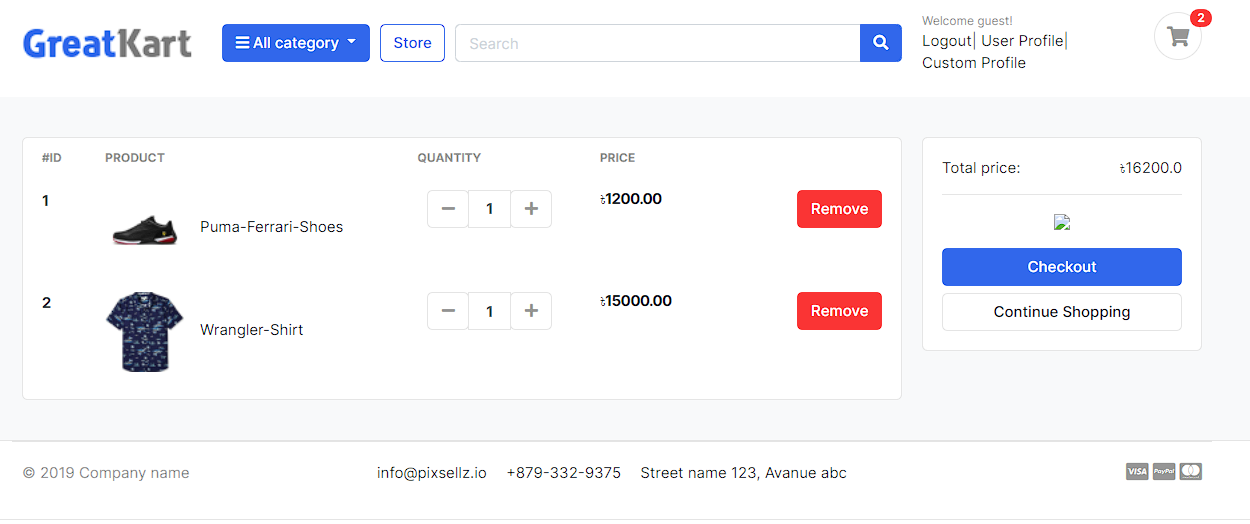 GreatKart
All category
Store
Search
Welcome guest!
Logout| User Profile|
Custom Profile
2
#ID PRODUCT QUANTITY PRICE
1 Puma-Ferrari-Shoes 1 ৳1200.00 Remove
2 Wrangler-Shirt 1 ৳15000.00 Remove
Total price: ৳16200.0
Checkout
Continue Shopping
© 2019 Company name
info@pixsellz.io +879-332-9375 Street name 123, Avanue abc
VISA PayPal MasterCard